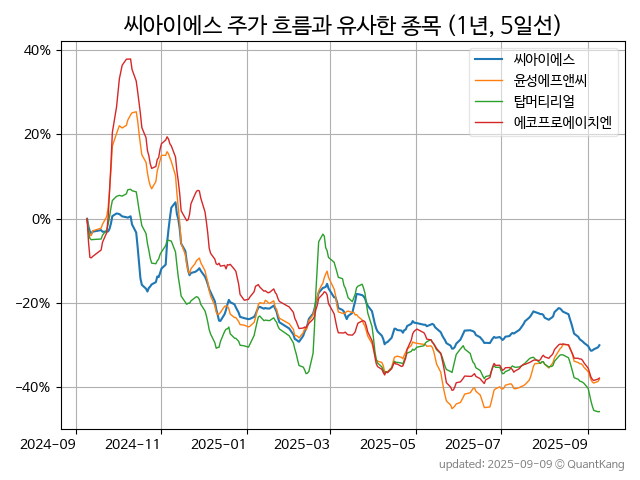 씨아이에스 주가 흐름과 유사한 종목 (1년, 5일선)
씨아이에스
윤성에프앤씨
탑머티리얼
에코프로에이치엔
40%
20%
0%
−20%
−40%
2024-09 2024-11 2025-01 2025-03 2025-05 2025-07 2025-09
updated: 2025-09-09 © QuantKang